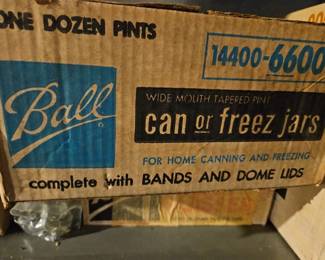 ONE DOZEN PINTS
14400-6600
Ball
WIDE MOUTH TAPERED PINT
can or freez jars
FOR HOME CANNING AND FREEZING
complete with BANDS AND DOME LIDS